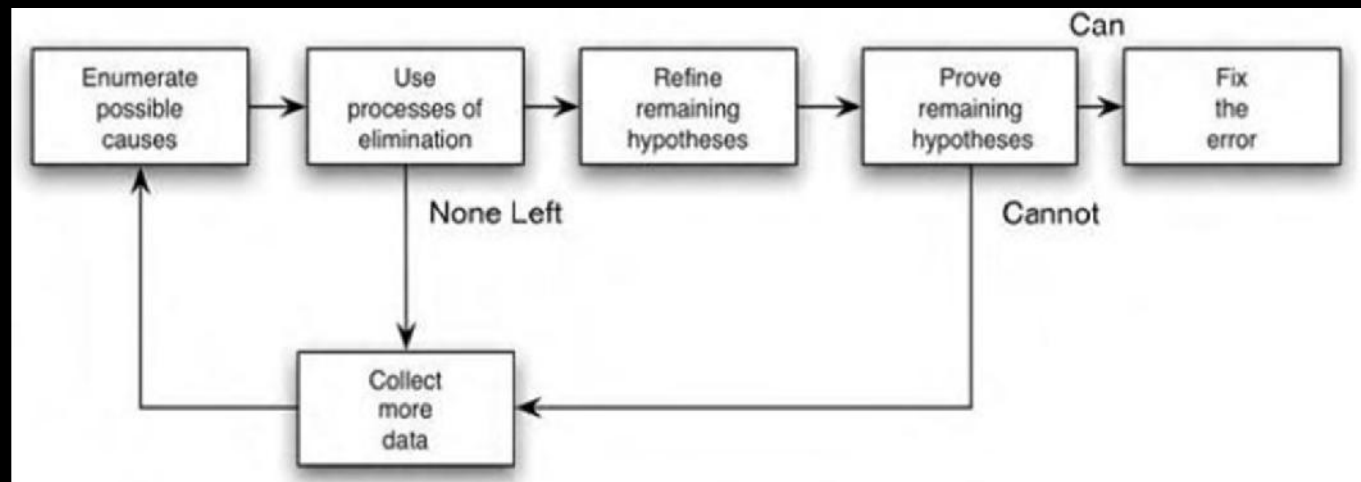 Can
Enumerate
possible
causes
Use
processes of
elimination
Refine
remaining
hypotheses
Prove
remaining
hypotheses
Fix
the
error
None Left
Cannot
Collect
more
data